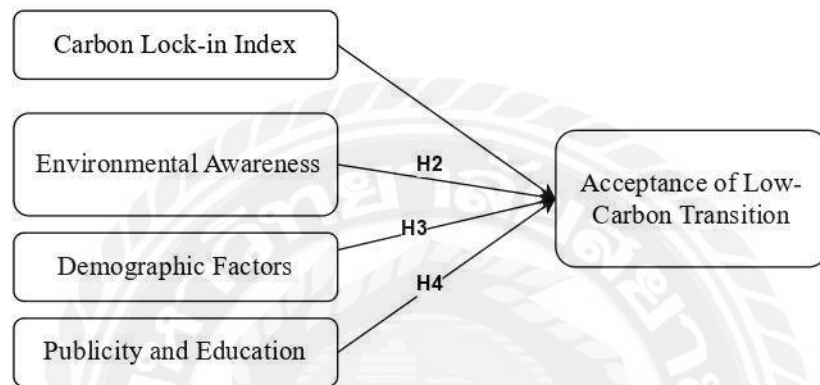 Carbon Lock-in Index
Environmental Awareness
H2
Acceptance of Low-
Carbon Transition
H3
Demographic Factors
H4
Publicity and Education